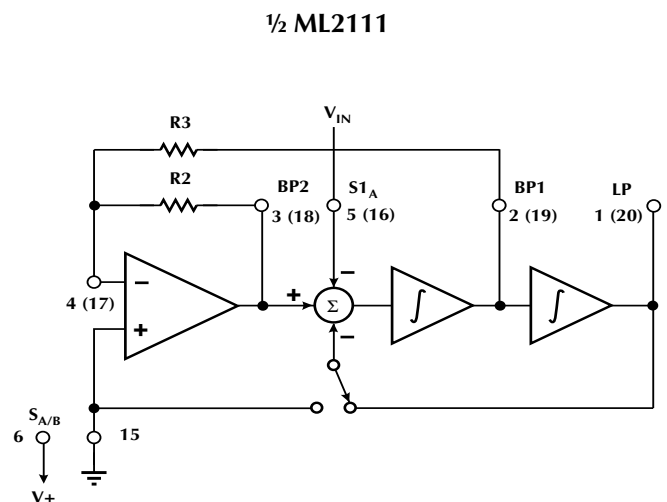 ½ ML2111
V_IN
R3
R2
BP2
3 (18)
S1_A
5 (16)
BP1
2 (19)
LP
1 (20)
4 (17)
−
+
+
−
Σ
−
∫
∫
S_A/B
6
15
V+